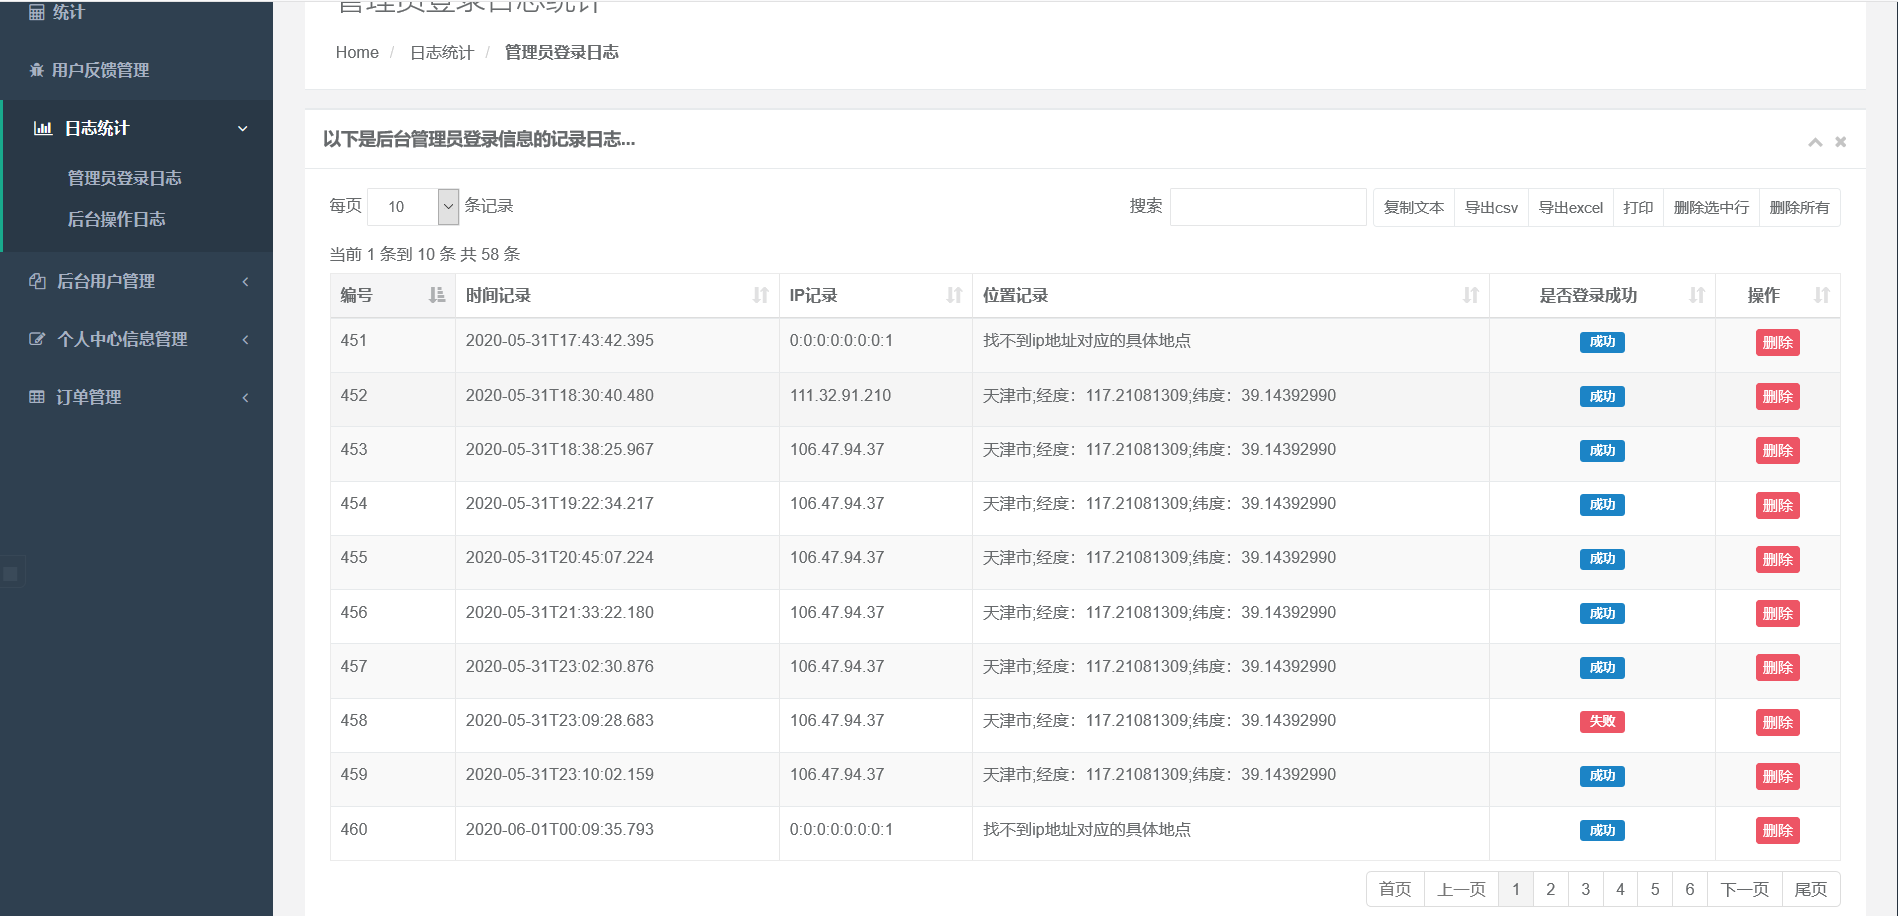 统计
用户反馈管理
日志统计
管理员登录日志
后台操作日志
后台用户管理
个人中心信息管理
订单管理
管理员登录日志统计
Home / 日志统计 / 管理员登录日志
以下是后台管理员登录信息的记录日志...
每页 10 条记录
搜索 复制文本 导出csv 导出excel 打印 删除选中行 删除所有
当前 1 条到 10 条 共 58 条
编号 时间记录 IP记录 位置记录 是否登录成功 操作
451 2020-05-31T17:43:42.395 0:0:0:0:0:0:0:1 找不到ip地址对应的具体地点 成功 删除
452 2020-05-31T18:30:40.480 111.32.91.210 天津市;经度：117.21081309;纬度：39.14392990 成功 删除
453 2020-05-31T18:38:25.967 106.47.94.37 天津市;经度：117.21081309;纬度：39.14392990 成功 删除
454 2020-05-31T19:22:34.217 106.47.94.37 天津市;经度：117.21081309;纬度：39.14392990 成功 删除
455 2020-05-31T20:45:07.224 106.47.94.37 天津市;经度：117.21081309;纬度：39.14392990 成功 删除
456 2020-05-31T21:33:22.180 106.47.94.37 天津市;经度：117.21081309;纬度：39.14392990 成功 删除
457 2020-05-31T23:02:30.876 106.47.94.37 天津市;经度：117.21081309;纬度：39.14392990 成功 删除
458 2020-05-31T23:09:28.683 106.47.94.37 天津市;经度：117.21081309;纬度：39.14392990 失败 删除
459 2020-05-31T23:10:02.159 106.47.94.37 天津市;经度：117.21081309;纬度：39.14392990 成功 删除
460 2020-06-01T00:09:35.793 0:0:0:0:0:0:0:1 找不到ip地址对应的具体地点 成功 删除
首页 上一页 1 2 3 4 5 6 下一页 尾页